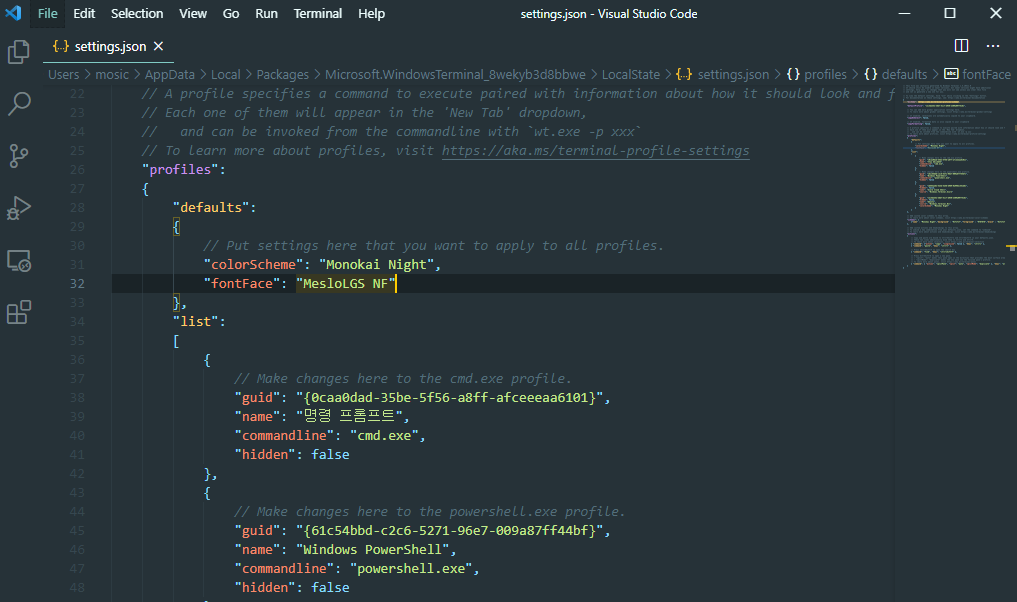 File Edit Selection View Go Run Terminal Help settings.json - Visual Studio Code
{..} settings.json
Users > mosic > AppData > Local > Packages > Microsoft.WindowsTerminal_8wekyb3d8bbwe > LocalState > {..} settings.json > {} profiles > {} defaults > abc fontFace
22 // A profile specifies a command to execute paired with information about how it should look and f
23 // Each one of them will appear in the `New Tab` dropdown,
24 //   and can be invoked from the commandline with `wt.exe -p xxx`
25 // To learn more about profiles, visit https://aka.ms/terminal-profile-settings
26 "profiles":
27 {
28 "defaults":
29 {
30 // Put settings here that you want to apply to all profiles.
31 "colorScheme": "Monokai Night",
32 "fontFace": "MesloLGS NF"
33 },
34 "list":
35 [
36 {
37 // Make changes here to the cmd.exe profile.
38 "guid": "{0caa0dad-35be-5f56-a8ff-afceeeaa6101}",
39 "name": "명령 프롬프트",
40 "commandline": "cmd.exe",
41 "hidden": false
42 },
43 {
44 // Make changes here to the powershell.exe profile.
45 "guid": "{61c54bbd-c2c6-5271-96e7-009a87ff44bf}",
46 "name": "Windows PowerShell",
47 "commandline": "powershell.exe",
48 "hidden": false